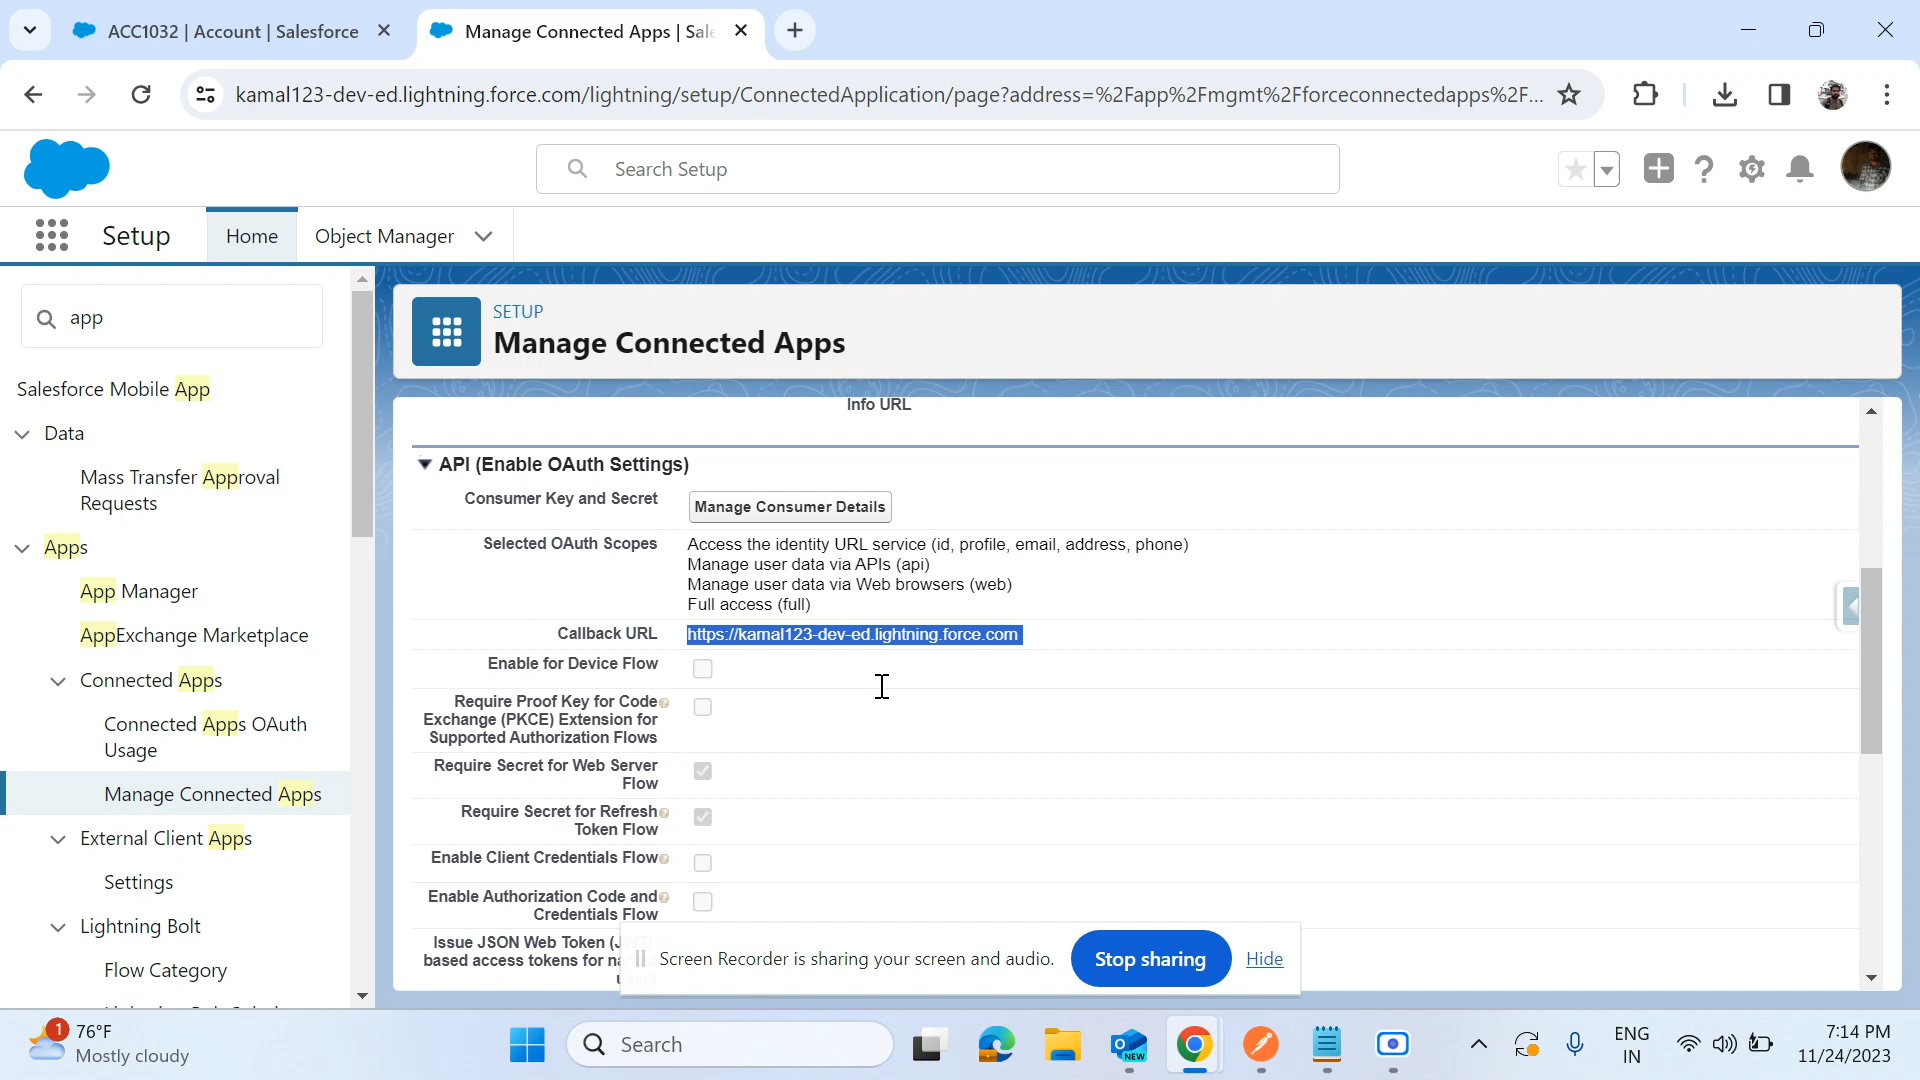 ACC1032 | Account | Salesforce
Manage Connected Apps | Sale
kamal123-dev-ed.lightning.force.com/lightning/setup/ConnectedApplication/page?address=%2Fapp%2Fmgmt%2Fforceconnectedapps%2F...
Search Setup
Setup
Home
Object Manager
app
Salesforce Mobile App
Data
Mass Transfer Approval
Requests
Apps
App Manager
AppExchange Marketplace
Connected Apps
Connected Apps OAuth
Usage
Manage Connected Apps
External Client Apps
Settings
Lightning Bolt
Flow Category
SETUP
Manage Connected Apps
Info URL
API (Enable OAuth Settings)
Consumer Key and Secret
Manage Consumer Details
Selected OAuth Scopes
Access the identity URL service (id, profile, email, address, phone)
Manage user data via APIs (api)
Manage user data via Web browsers (web)
Full access (full)
Callback URL
https://kamal123-dev-ed.lightning.force.com
Enable for Device Flow
Require Proof Key for Code
Exchange (PKCE) Extension for
Supported Authorization Flows
Require Secret for Web Server
Flow
Require Secret for Refresh
Token Flow
Enable Client Credentials Flow
Enable Authorization Code and
Credentials Flow
Issue JSON Web Token (J
based access tokens for
Screen Recorder is sharing your screen and audio.
Stop sharing
Hide
1
76°F
Mostly cloudy
Search
NEW
ENG
IN
7:14 PM
11/24/2023